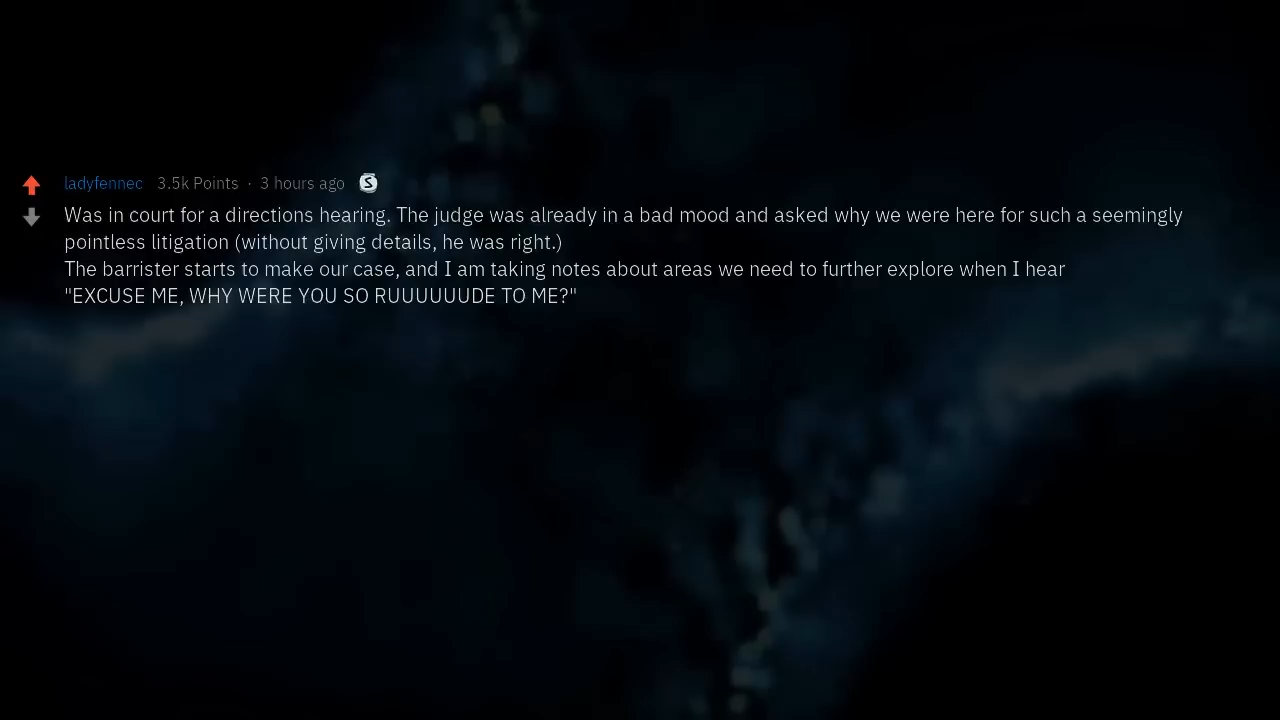 ladyfennec 3.5k Points · 3 hours ago S
Was in court for a directions hearing. The judge was already in a bad mood and asked why we were here for such a seemingly
pointless litigation (without giving details, he was right.)
The barrister starts to make our case, and I am taking notes about areas we need to further explore when I hear
"EXCUSE ME, WHY WERE YOU SO RUUUUUUDE TO ME?"